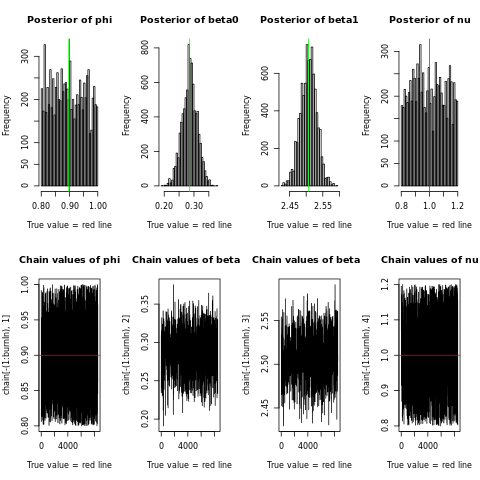 Posterior of phi
Posterior of beta0
Posterior of beta1
Posterior of nu
Frequency
0 50 100 200 300
0.80 0.90 1.00
True value = red line
Frequency
0 200 400 600 800
0.20 0.30
True value = red line
Frequency
0 200 400 600
2.45 2.55
True value = red line
Frequency
0 50 100 200 300
0.8 1.0 1.2
True value = red line
Chain values of phi
Chain values of beta
Chain values of beta
Chain values of nu
chain[-(1:burnIn), 1]
0.80 0.85 0.90 0.95 1.00
0 4000
True value = red line
chain[-(1:burnIn), 2]
0.20 0.25 0.30 0.35
0 4000
True value = red line
chain[-(1:burnIn), 3]
2.45 2.50 2.55
0 4000
True value = red line
chain[-(1:burnIn), 4]
0.8 0.9 1.0 1.1 1.2
0 4000
True value = red line